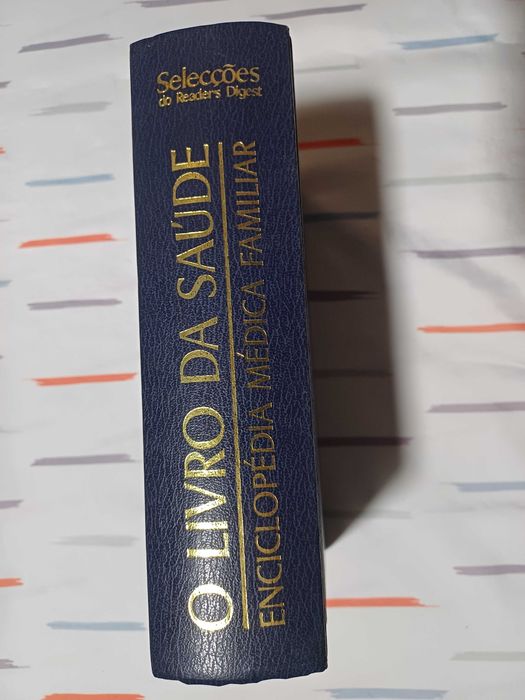 Selecções
do Reader's Digest
O LIVRO DA SAÚDE
ENCICLOPÉDIA MÉDICA FAMILIAR